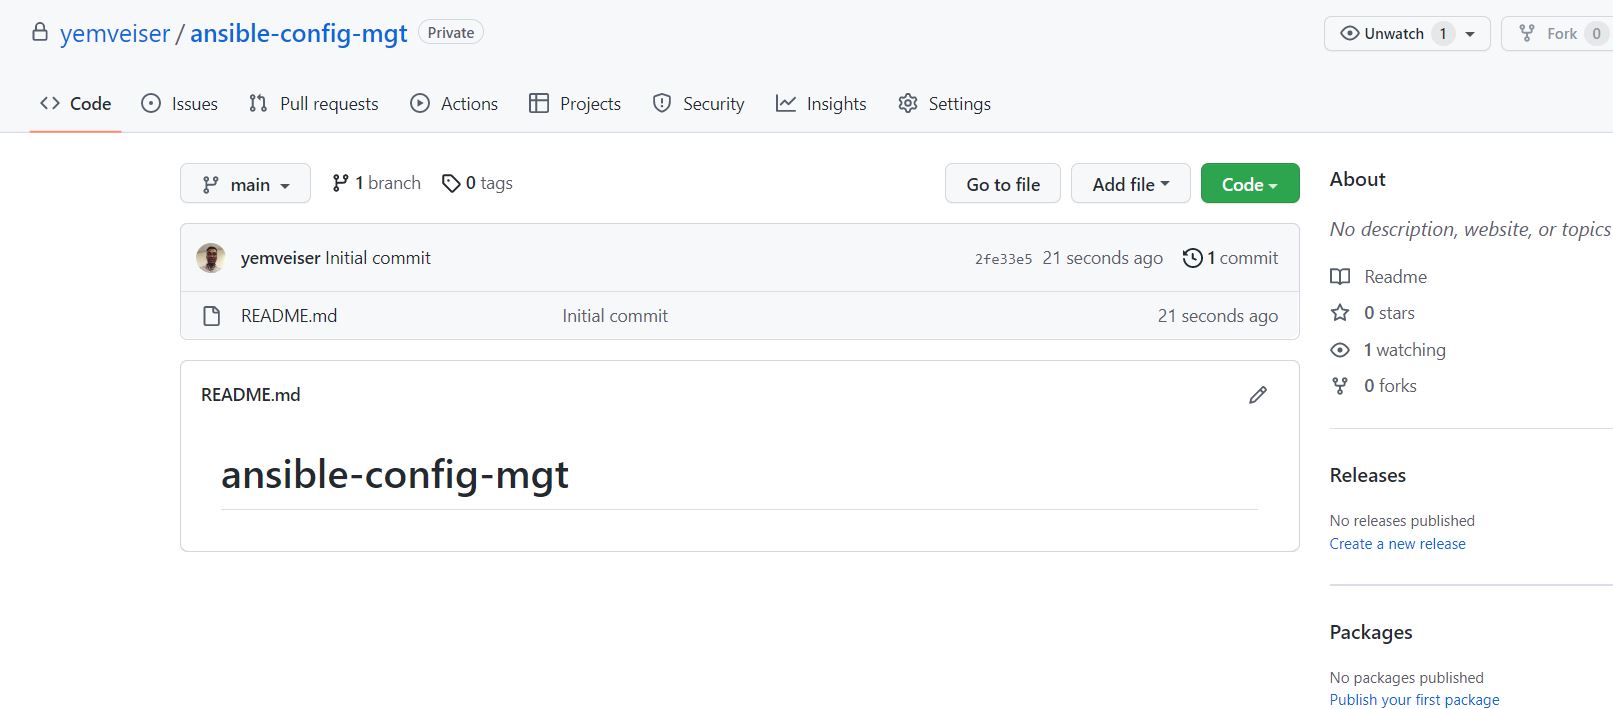 yemveiser / ansible-config-mgt Private Unwatch 1 Fork 0
Code Issues Pull requests Actions Projects Security Insights Settings
main 1 branch 0 tags Go to file Add file Code
yemveiser Initial commit 2fe33e5 21 seconds ago 1 commit
README.md Initial commit 21 seconds ago
README.md
ansible-config-mgt
About
No description, website, or topics
Readme
0 stars
1 watching
0 forks
Releases
No releases published
Create a new release
Packages
No packages published
Publish your first package